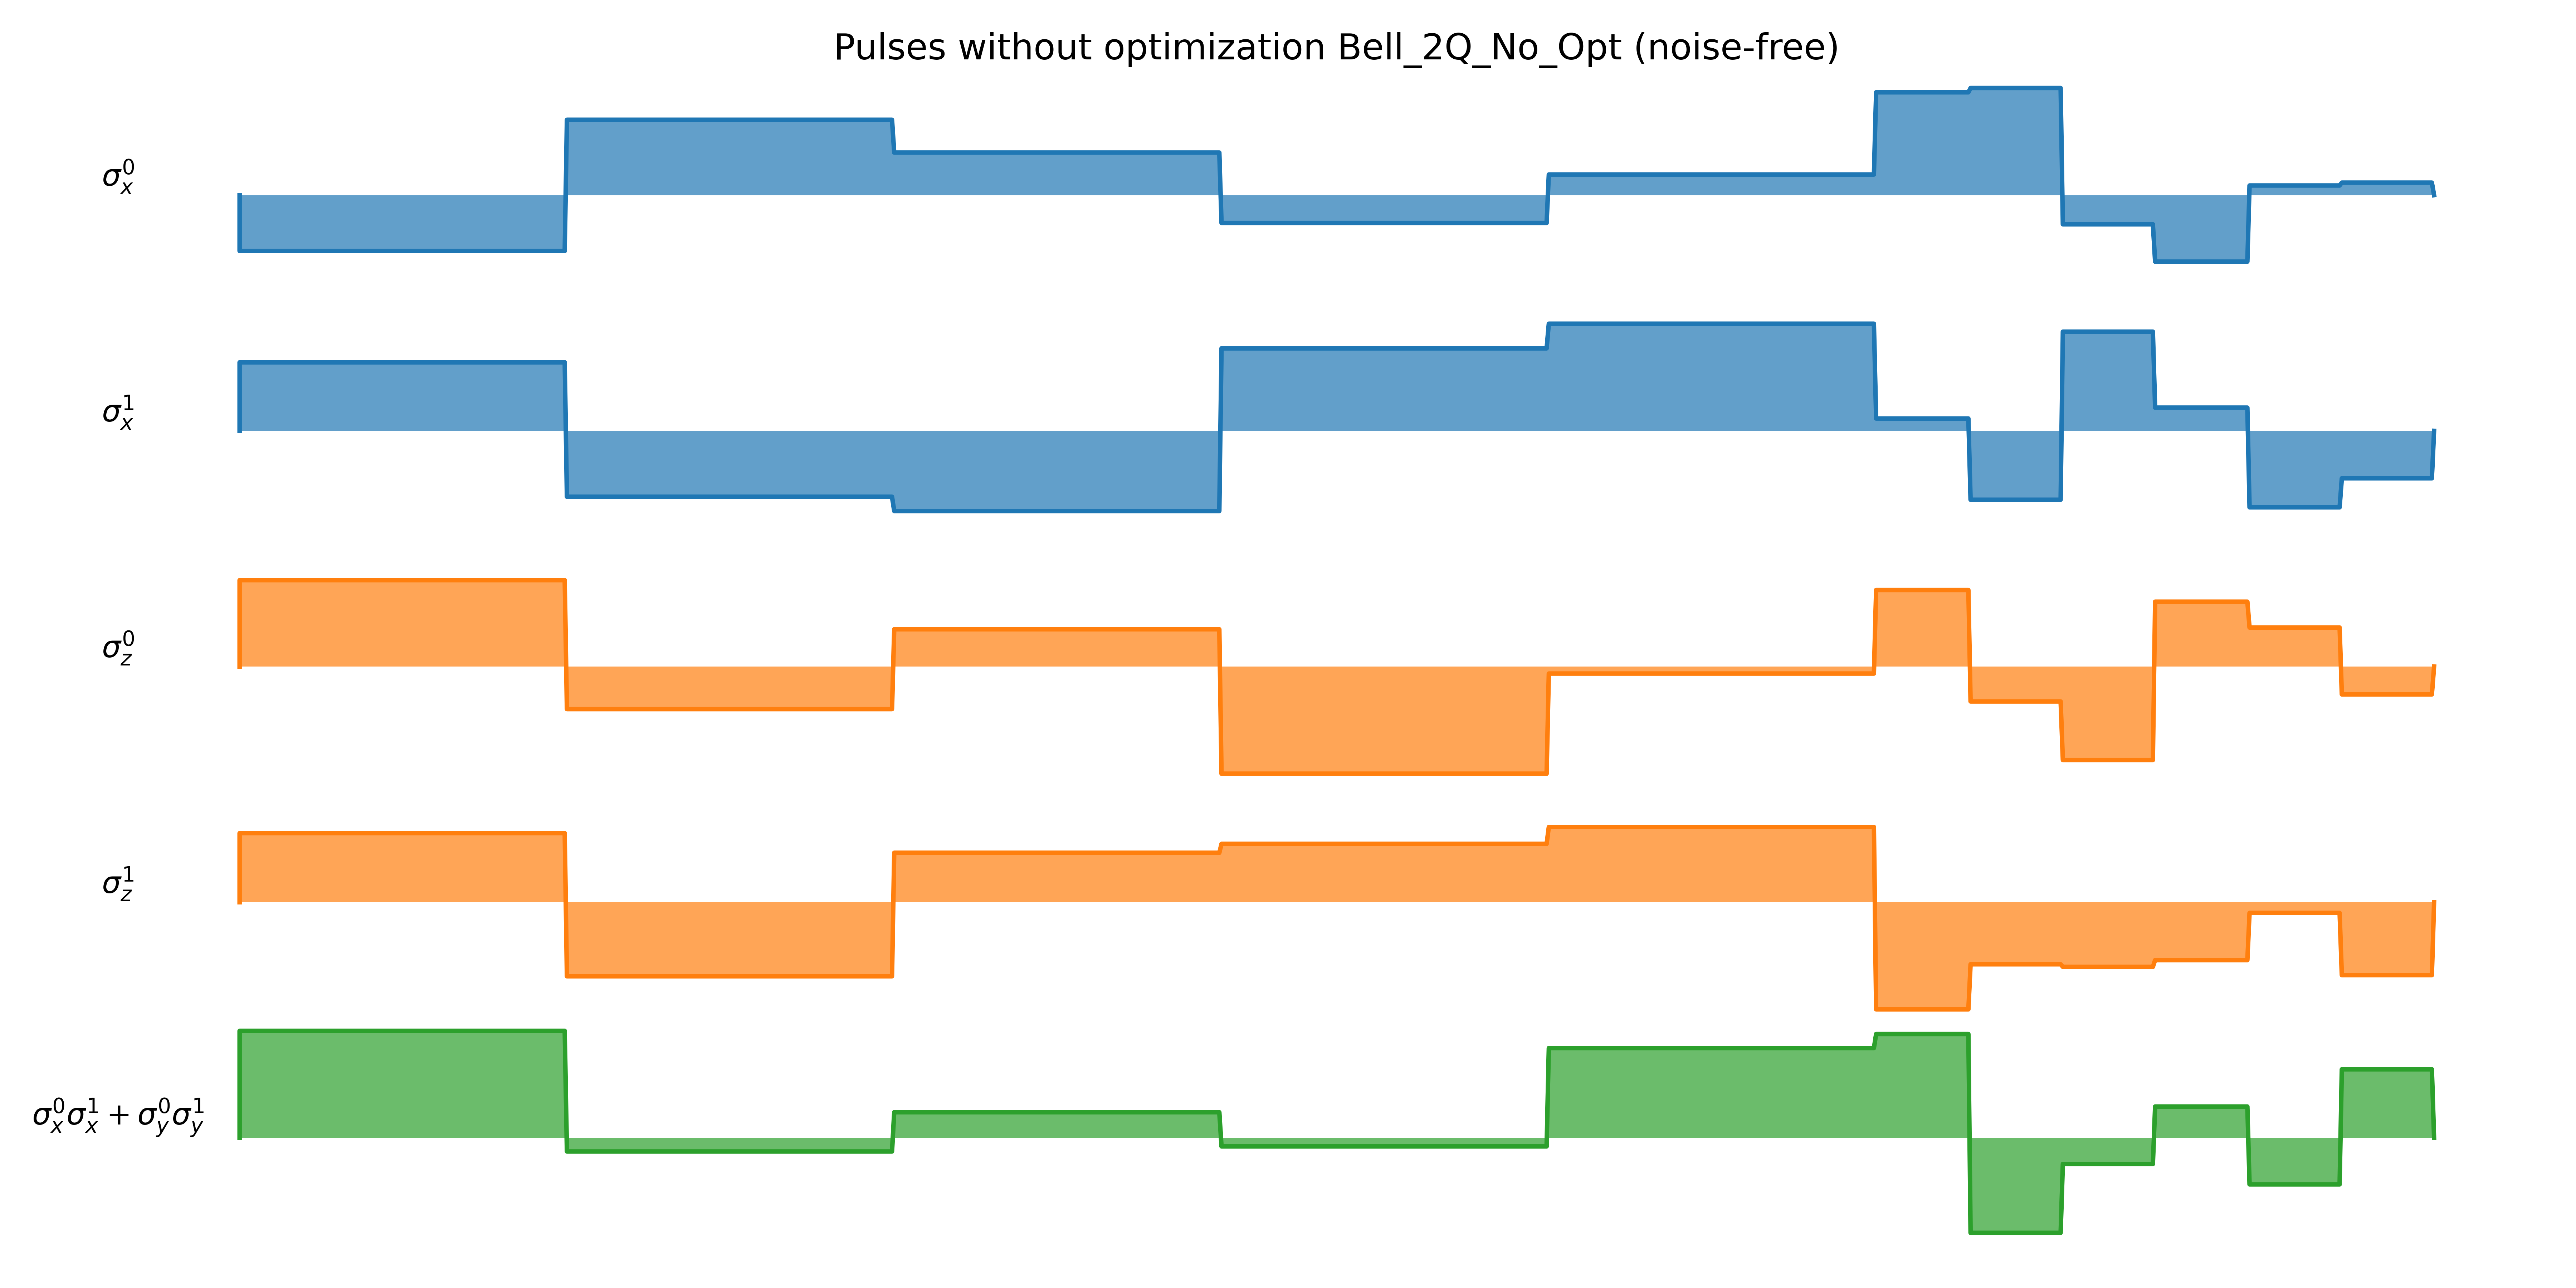 Pulses without optimization Bell_2Q_No_Opt (noise-free)
σ_x^0
σ_x^1
σ_z^0
σ_z^1
σ_x^0σ_x^1 + σ_y^0σ_y^1